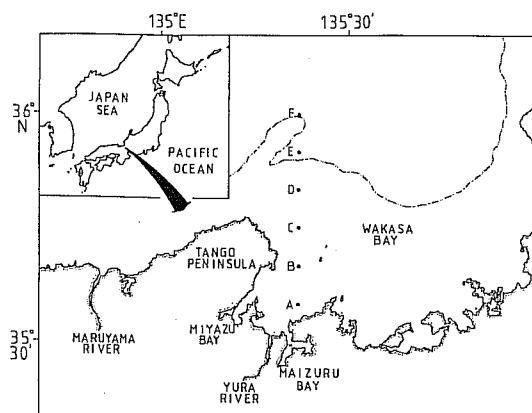 135°E
135°30'
36°
N
JAPAN
SEA
PACIFIC
OCEAN
F
E
D
C
B
A
WAKASA
BAY
TANGO
PENINSULA
MIYAZU
BAY
MARUYAMA
RIVER
35°
30'
MAIZURU
BAY
YURA
RIVER